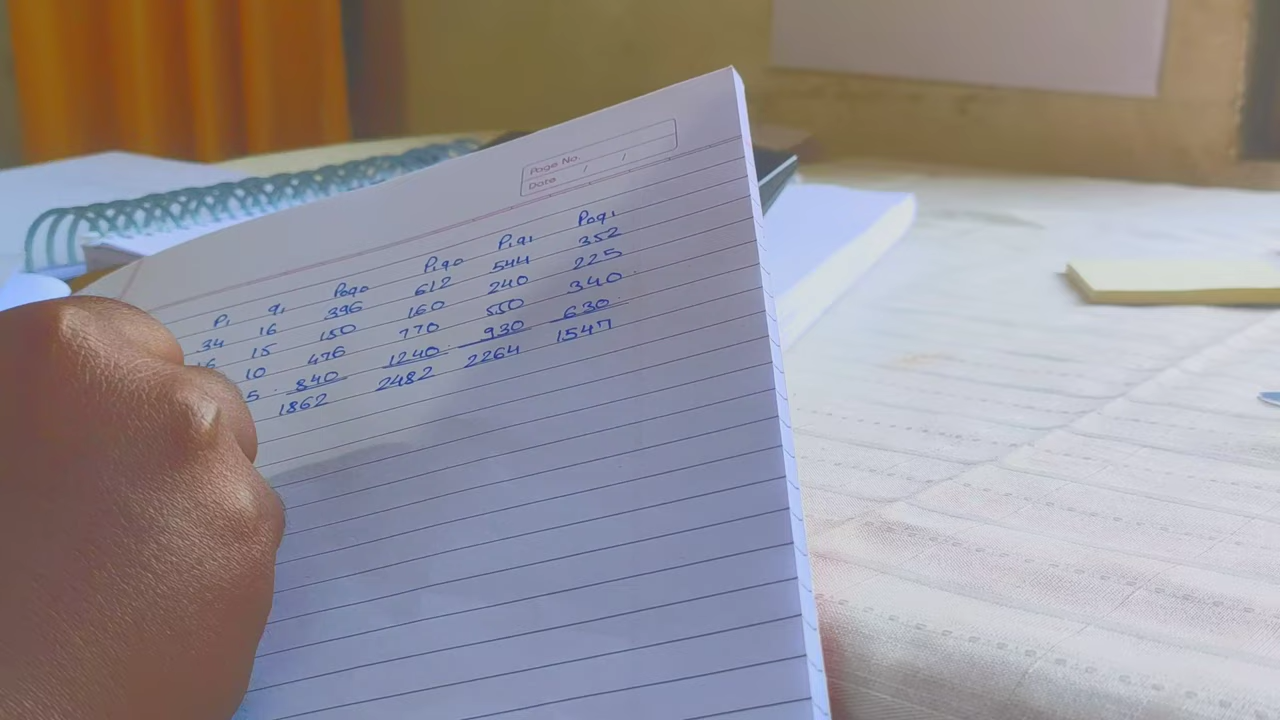 Page No.
Date / /
P₁ q₁ P₀q₀ P₁q₀ P₁q₁ P₀q₁
34 16 396 612 544 352
15 150 160 240 225
10 476 770 550 340
5 840 1240 930 630
1862 2482 2264 1547